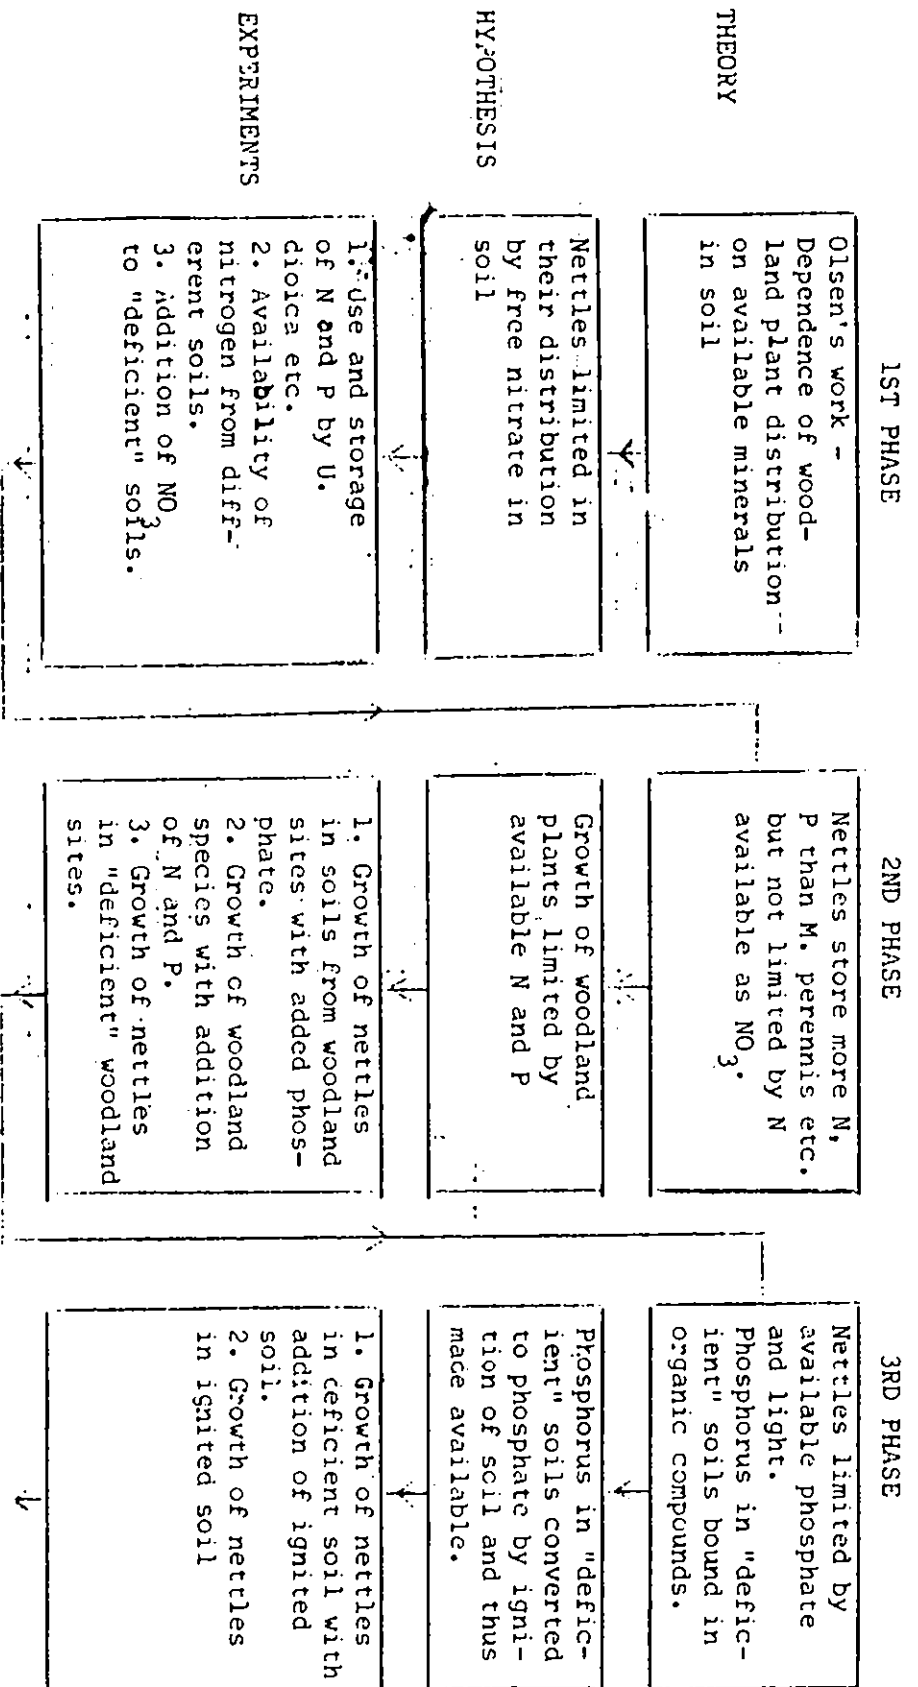 1ST PHASE
2ND PHASE
3RD PHASE
THEORY
Olsen's work -
Dependence of wood-
land plant distribution
on available minerals
in soil
Nettles store more N,
P than M. perennis etc.
but not limited by N
available as NO3.
Nettles limited by
available phosphate
and light.
Phosphorus in "defic-
ient" soils bound in
organic compounds.
HYPOTHESIS
Nettles limited in
their distribution
by free nitrate in
soil
Growth of woodland
plants limited by
available N and P
Phosphorus in "defic-
ient" soils converted
to phosphate by igni-
tion of soil and thus
made available.
EXPERIMENTS
1. Use and storage
of N and P by U.
dioica etc.
2. Availability of
nitrogen from diff-
erent soils.
3. Addition of NO3
to "deficient" soils.
1. Growth of nettles
in soils from woodland
sites with added phos-
phate.
2. Growth of woodland
species with addition
of N and P.
3. Growth of nettles
in "deficient" woodland
sites.
1. Growth of nettles
in deficient soil with
addition of ignited
soil.
2. Growth of nettles
in ignited soil